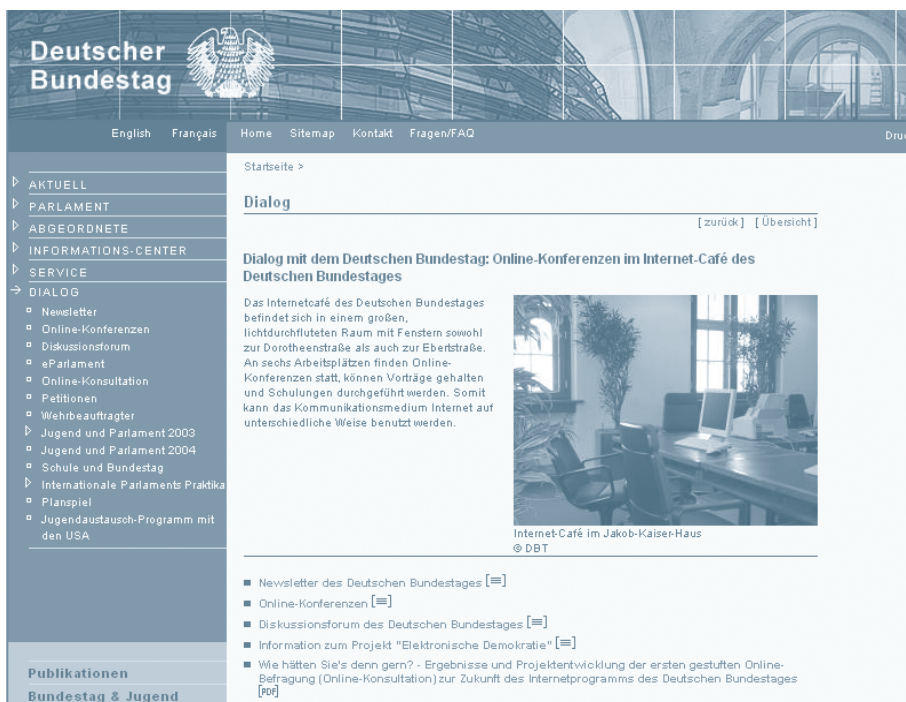 Deutscher
Bundestag
English Français Home Sitemap Kontakt Fragen/FAQ
Startseite >
AKTUELL
PARLAMENT
ABGEORDNETE
INFORMATIONS-CENTER
SERVICE
DIALOG
Newsletter
Online-Konferenzen
Diskussionsforum
eParlament
Online-Konsultation
Petitionen
Wehrbeauftragter
Jugend und Parlament 2003
Jugend und Parlament 2004
Schule und Bundestag
Internationale Parlaments Praktika
Planspiel
Jugendaustausch-Programm mit
den USA
Publikationen
Bundestag & Jugend
Dialog
[zurück] [Übersicht]
Dialog mit dem Deutschen Bundestag: Online-Konferenzen im Internet-Café des
Deutschen Bundestages
Das Internetcafé des Deutschen Bundestages
befindet sich in einem großen,
lichtdurchfluteten Raum mit Fenstern sowohl
zur Dorotheenstraße als auch zur Ebertstraße.
An sechs Arbeitsplätzen finden Online-
Konferenzen statt, können Vorträge gehalten
und Schulungen durchgeführt werden. Somit
kann das Kommunikationsmedium Internet auf
unterschiedliche Weise benutzt werden.
Internet-Café im Jakob-Kaiser-Haus
© DBT
Newsletter des Deutschen Bundestages
Online-Konferenzen
Diskussionsforum des Deutschen Bundestages
Information zum Projekt "Elektronische Demokratie"
Wie hätten Sie's denn gern? - Ergebnisse und Projektentwicklung der ersten gestuften Online-
Befragung (Online-Konsultation) zur Zukunft des Internetprogramms des Deutschen Bundestages
[PDF]